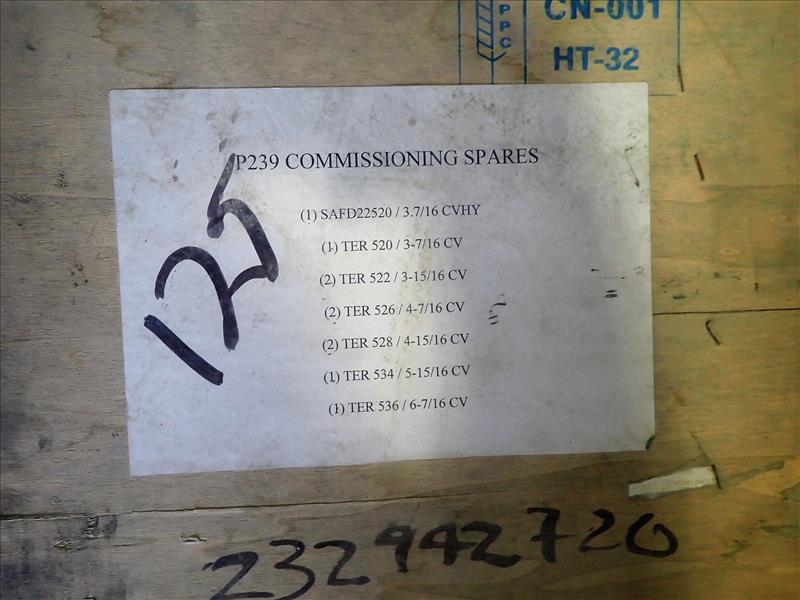 PPC
CN-001
HT-32
P239 COMMISSIONING SPARES
(1) SAFD22520 / 3.7/16 CVHY
(1) TER 520 / 3-7/16 CV
(2) TER 522 / 3-15/16 CV
(2) TER 526 / 4-7/16 CV
(2) TER 528 / 4-15/16 CV
(1) TER 534 / 5-15/16 CV
(1) TER 536 / 6-7/16 CV
125
232942720